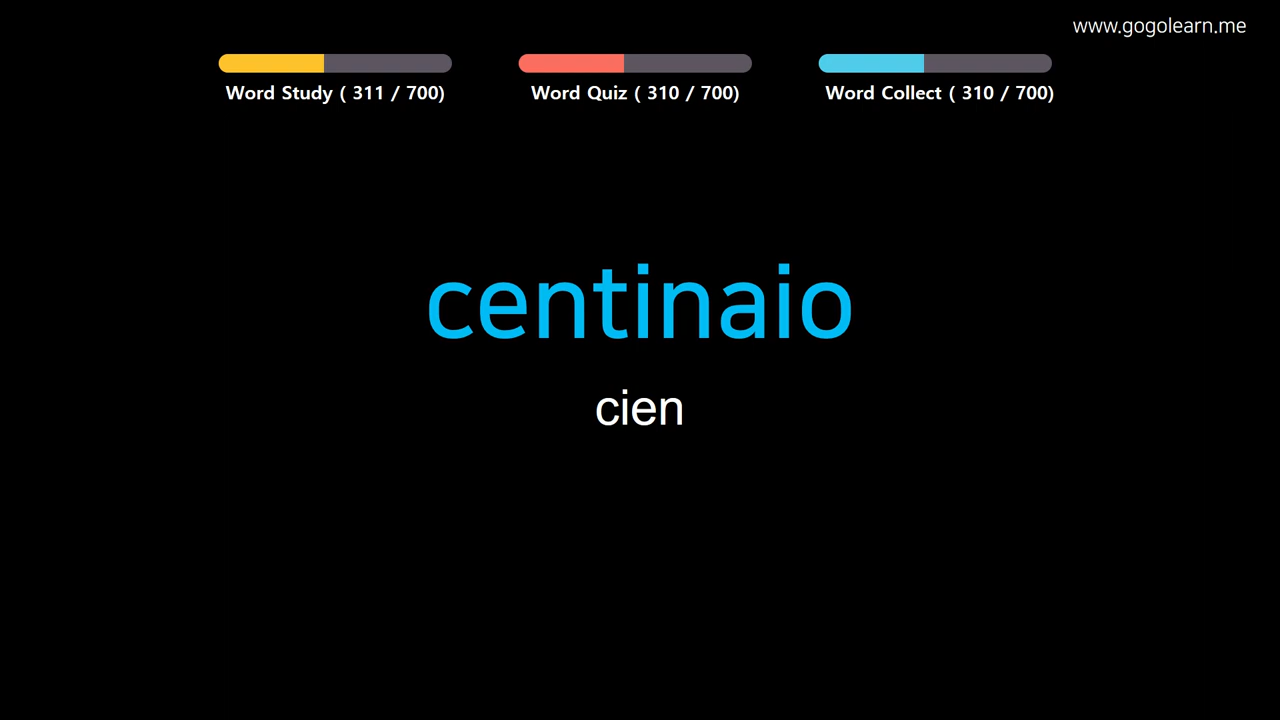 www.gogolearn.me
Word Study ( 311 / 700)
Word Quiz ( 310 / 700)
Word Collect ( 310 / 700)
centinaio
cien